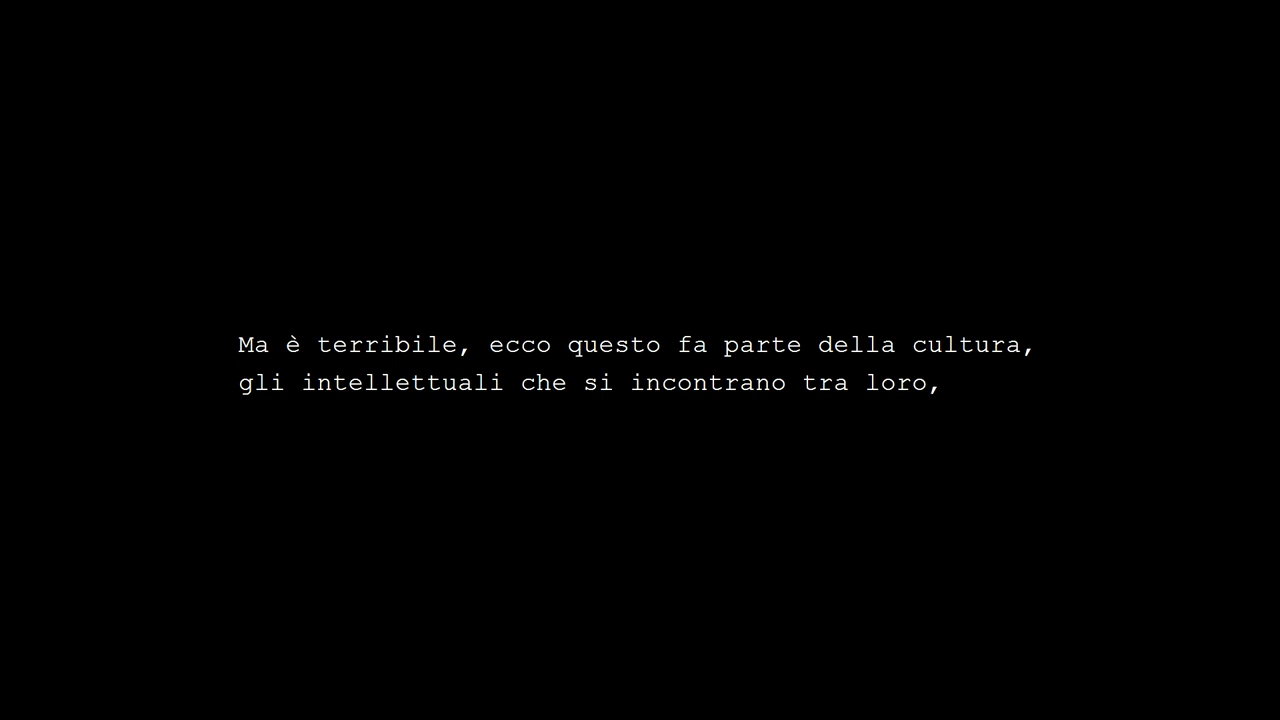 Ma è terribile, ecco questo fa parte della cultura,
gli intellettuali che si incontrano tra loro,